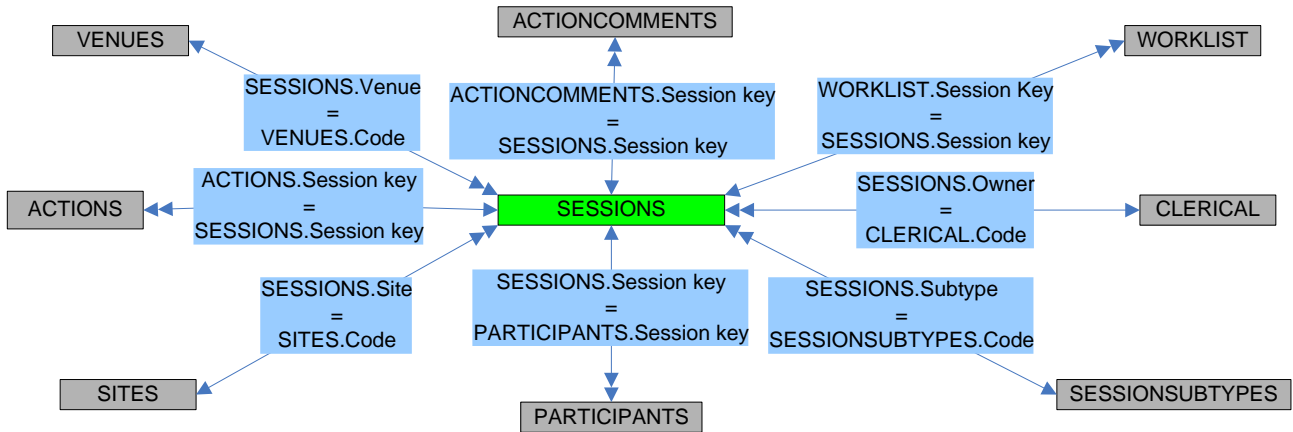 ACTIONCOMMENTS
VENUES
WORKLIST
SESSIONS.Venue
=
VENUES.Code
ACTIONCOMMENTS.Session key
=
SESSIONS.Session key
WORKLIST.Session Key
=
SESSIONS.Session key
ACTIONS
ACTIONS.Session key
=
SESSIONS.Session key
SESSIONS
SESSIONS.Owner
=
CLERICAL.Code
CLERICAL
SESSIONS.Site
=
SITES.Code
SESSIONS.Session key
=
PARTICIPANTS.Session key
SESSIONS.Subtype
=
SESSIONSUBTYPES.Code
SITES
PARTICIPANTS
SESSIONSUBTYPES